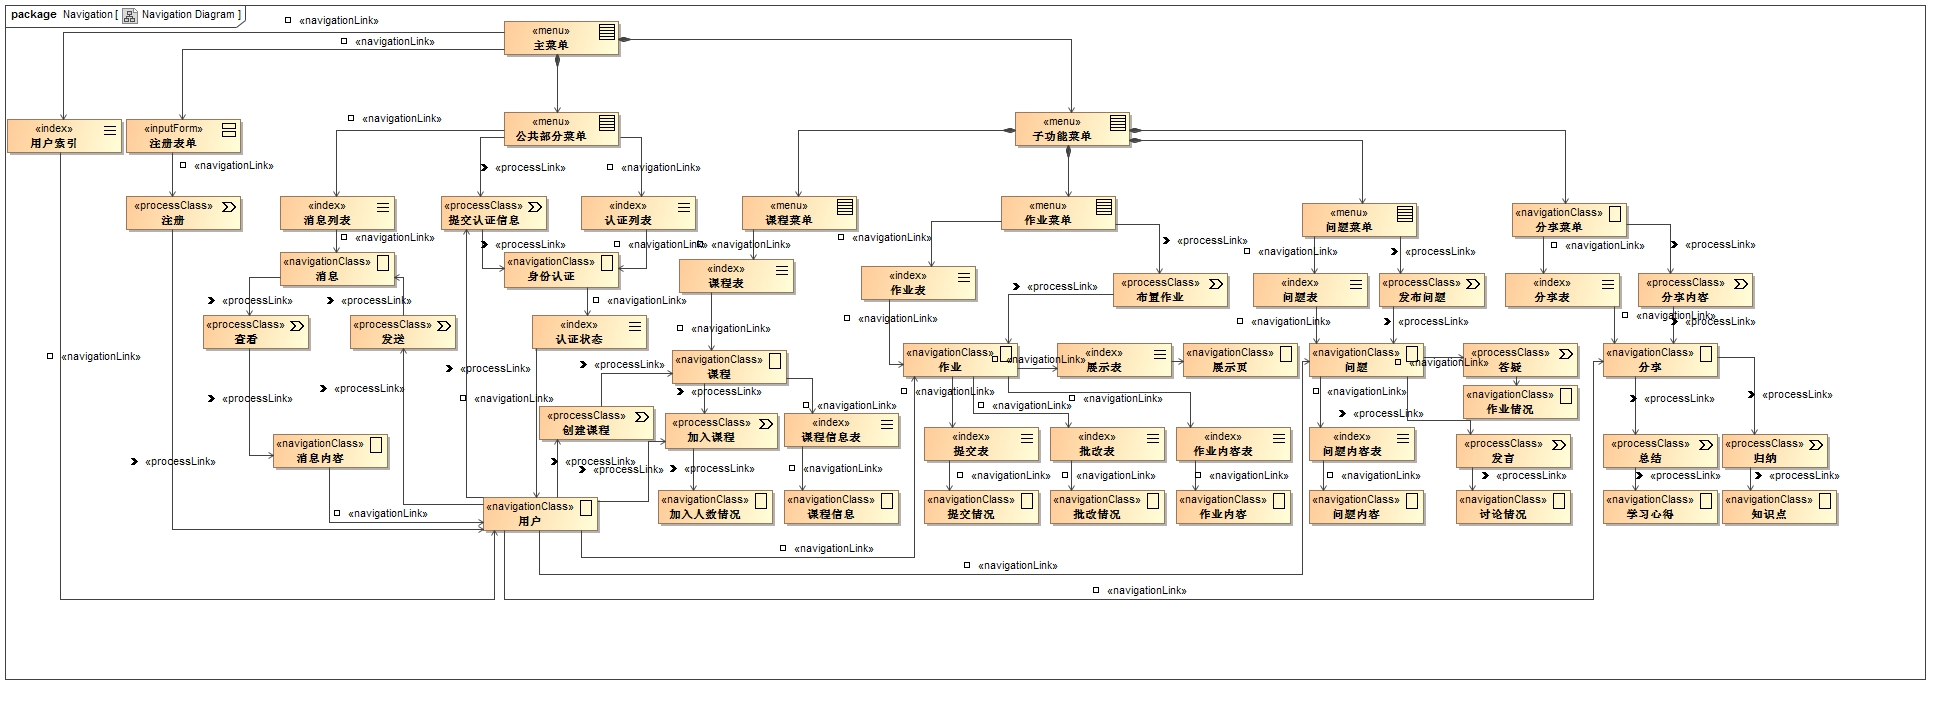 package Navigation [ Navigation Diagram ]
«navigationLink»
«menu»
主菜单
«navigationLink»
«index»
用户索引
«inputForm»
注册表单
«navigationLink»
«menu»
公共部分菜单
«menu»
子功能菜单
«navigationLink»
«processLink»
«navigationLink»
«processClass»
注册
«index»
消息列表
«processClass»
提交认证信息
«index»
认证列表
«menu»
课程菜单
«menu»
作业菜单
«menu»
问题菜单
«navigationClass»
分享菜单
«navigationLink»
«processLink»
«navigationLink»
«navigationLink»
«navigationLink»
«processLink»
«navigationLink»
«processLink»
«navigationLink»
«processLink»
«navigationClass»
消息
«navigationClass»
身份认证
«index»
课程表
«index»
作业表
«processClass»
布置作业
«index»
问题表
«processClass»
发布问题
«index»
分享表
«processClass»
分享内容
«processLink»
«processLink»
«navigationLink»
«processLink»
«processClass»
查看
«processClass»
发送
«index»
认证状态
«navigationLink»
«navigationLink»
«navigationLink»
«processLink»
«navigationLink»
«processLink»
«navigationLink»
«processLink»
«processLink»
«navigationClass»
课程
«navigationClass»
作业
«navigationLink»
«index»
展示表
«navigationClass»
展示页
«navigationClass»
问题
«navigationLink»
«processClass»
答疑
«navigationClass»
分享
«processLink»
«processLink»
«navigationLink»
«processLink»
«navigationLink»
«navigationLink»
«navigationLink»
«navigationLink»
«navigationLink»
«processLink»
«navigationClass»
作业情况
«processLink»
«processLink»
«processClass»
创建课程
«processClass»
加入课程
«index»
课程信息表
«index»
提交表
«index»
批改表
«index»
作业内容表
«index»
问题内容表
«processClass»
发言
«processClass»
总结
«processClass»
归纳
«navigationClass»
消息内容
«processLink»
«processLink»
«processLink»
«processLink»
«navigationLink»
«navigationLink»
«navigationLink»
«navigationLink»
«navigationLink»
«processLink»
«processLink»
«processLink»
«navigationLink»
«navigationClass»
用户
«navigationClass»
加入人数情况
«navigationClass»
课程信息
«navigationClass»
提交情况
«navigationClass»
批改情况
«navigationClass»
作业内容
«navigationClass»
问题内容
«navigationClass»
讨论情况
«navigationClass»
学习心得
«navigationClass»
知识点
«navigationLink»
«navigationLink»
«navigationLink»